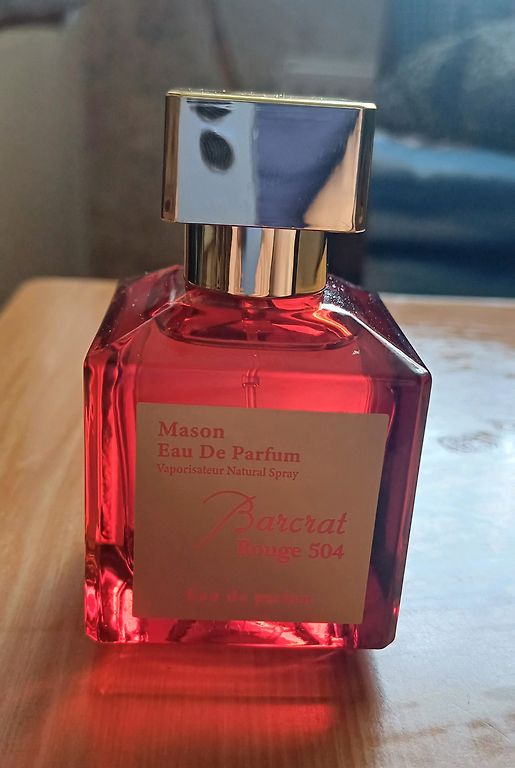 Mason
Eau De Parfum
Vaporisateur Natural Spray
Barcrat
Rouge 504
Eau de parfum